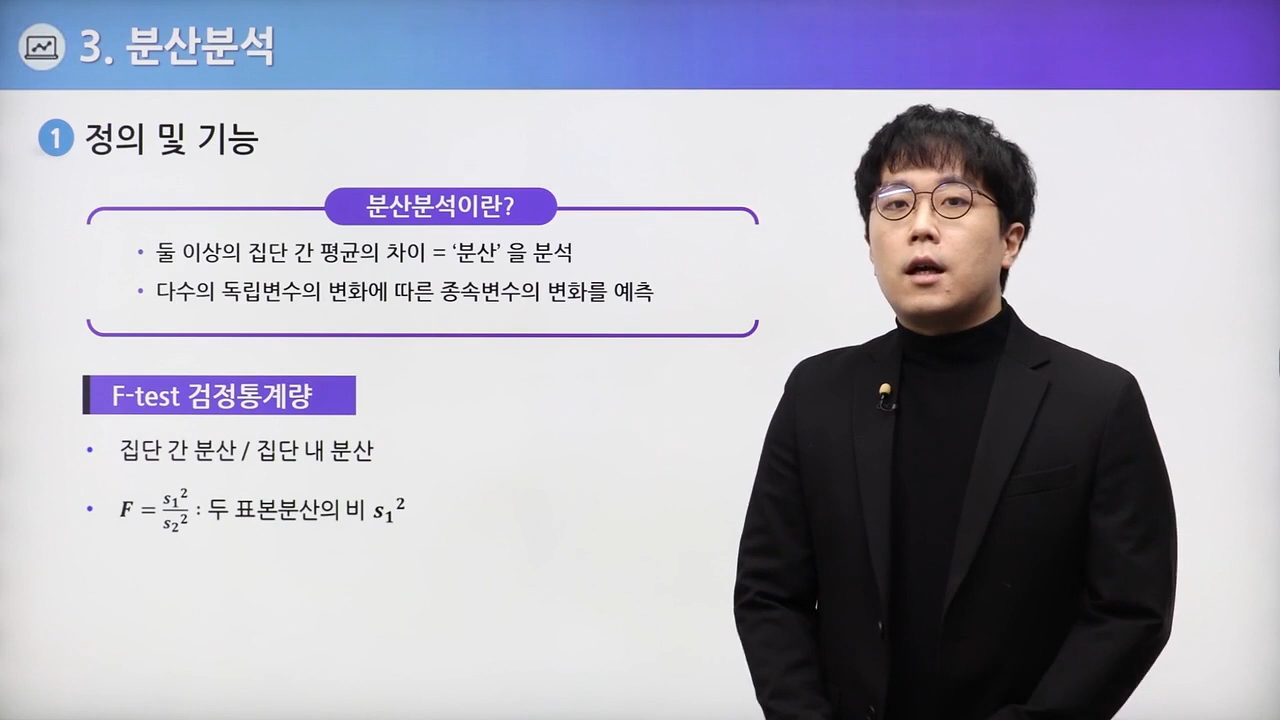 3. 분산분석
1 정의 및 기능
분산분석이란?
• 둘 이상의 집단 간 평균의 차이 = ‘분산’ 을 분석
• 다수의 독립변수의 변화에 따른 종속변수의 변화를 예측
F-test 검정통계량
• 집단 간 분산 / 집단 내 분산
• F = s₁²/s₂² : 두 표본분산의 비 s₁²